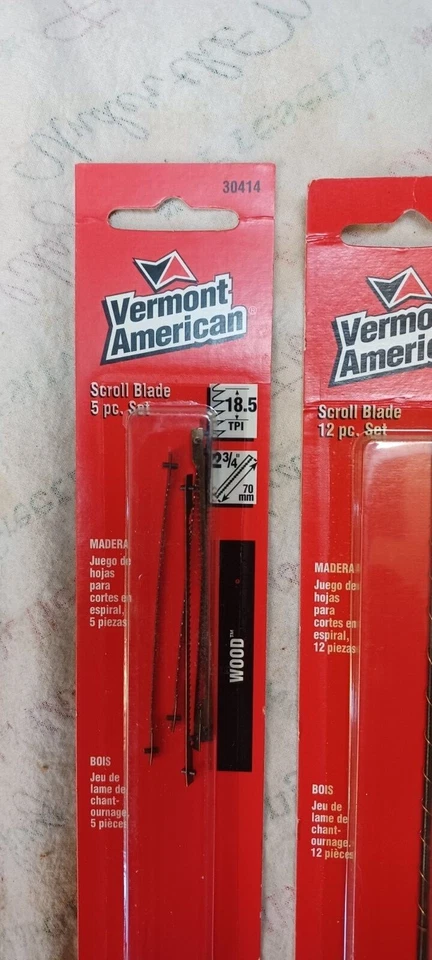 30414
Vermont
American
Scroll Blade
5 pc. Set
18.5
TPI
2 3/4"
70
mm
MADERA
Juego de
hojas
para
cortes en
espiral,
5 piezas
WOOD™
BOIS
Jeu de
lame de
chant-
ournage,
5 pièces
Vermo
Americ
Scroll Blade
12 pc. Set
MADERA
Juego de
hojas
para
cortes en
espiral,
12 piezas
BOIS
Jeu de
lame de
chant-
ournage,
12 pièces